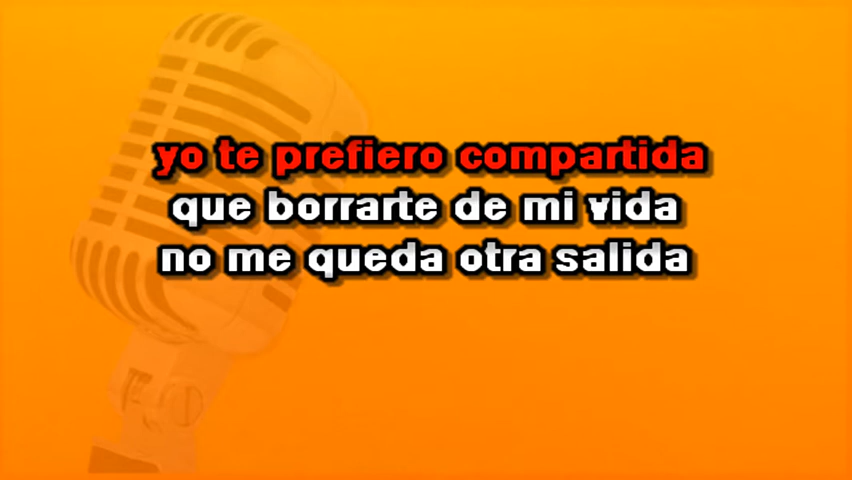 yo te prefiero compartida
que borrarte de mi vida
no me queda otra salida